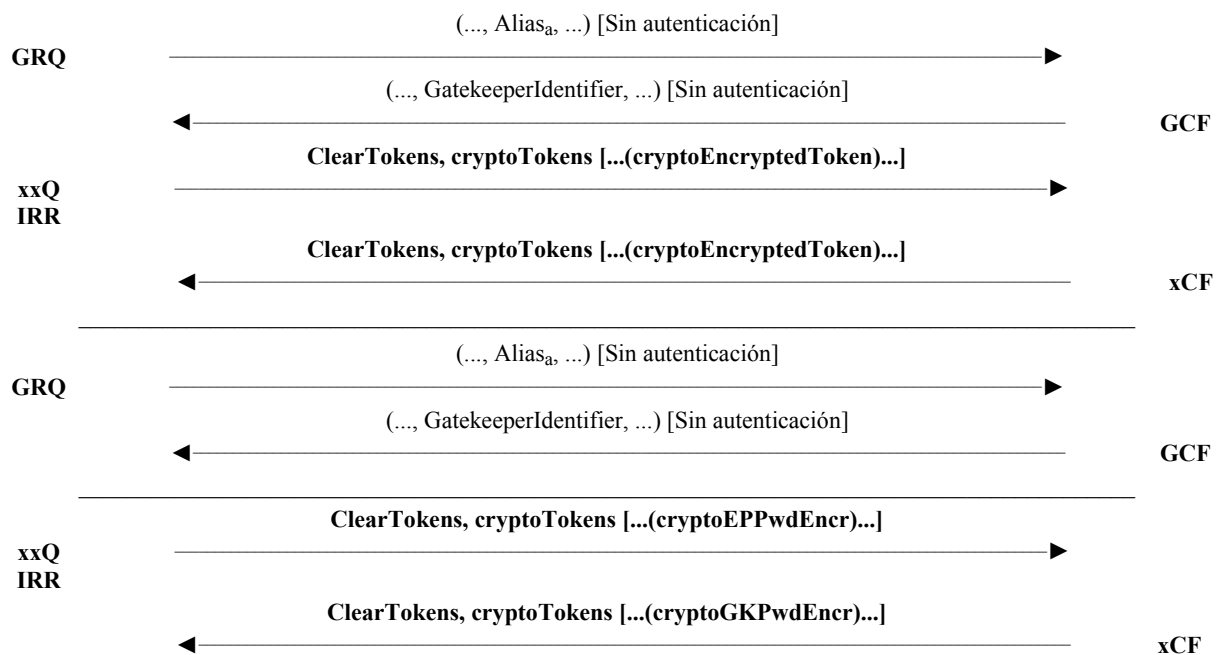 (..., Aliasa, ...) [Sin autenticación]
GRQ
(..., GatekeeperIdentifier, ...) [Sin autenticación]
GCF
ClearTokens, cryptoTokens [...(cryptoEncryptedToken)...]
xxQ
IRR
ClearTokens, cryptoTokens [...(cryptoEncryptedToken)...]
xCF
(..., Aliasa, ...) [Sin autenticación]
GRQ
(..., GatekeeperIdentifier, ...) [Sin autenticación]
GCF
ClearTokens, cryptoTokens [...(cryptoEPPwdEncr)...]
xxQ
IRR
ClearTokens, cryptoTokens [...(cryptoGKPwdEncr)...]
xCF